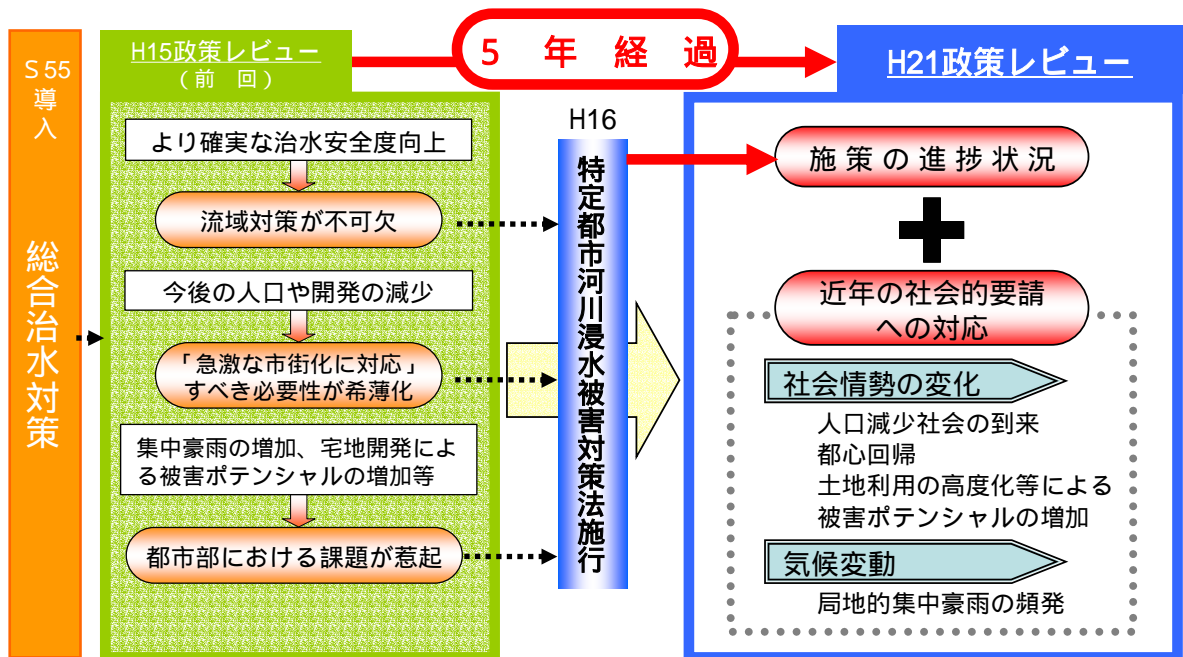 S55
導入
総合治水対策
H15政策レビュー
(前 回)
5 年 経 過
H21政策レビュー
より確実な治水安全度向上
流域対策が不可欠
今後の人口や開発の減少
「急激な市街化に対応」
すべき必要性が希薄化
集中豪雨の増加、宅地開発によ
る被害ポテンシャルの増加等
都市部における課題が惹起
H16
特定都市河川浸水被害対策法施行
施策の進捗状況
近年の社会的要請
への対応
社会情勢の変化
人口減少社会の到来
都心回帰
土地利用の高度化等による
被害ポテンシャルの増加
気候変動
局地的集中豪雨の頻発